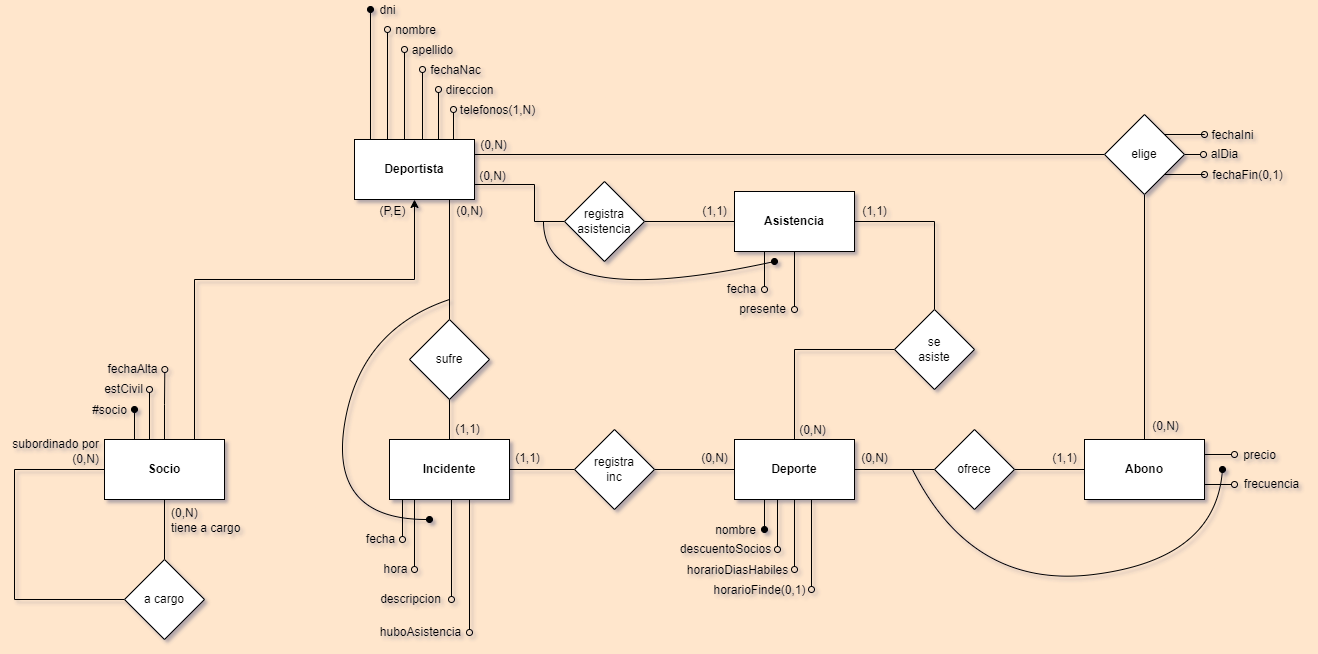 dni
nombre
apellido
fechaNac
direccion
telefonos(1,N)
Deportista
(0,N)
(0,N)
(P,E)
(0,N)
elige
fechaIni
alDia
fechaFin(0,1)
registra
asistencia
(1,1)
Asistencia
(1,1)
fecha
presente
se
asiste
sufre
fechaAlta
estCivil
#socio
subordinado por
(0,N)
Socio
(0,N)
tiene a cargo
a cargo
(1,1)
Incidente
(1,1)
fecha
hora
descripcion
huboAsistencia
registra
inc
(0,N)
(0,N)
Deporte
(0,N)
nombre
descuentoSocios
horarioDiasHabiles
horarioFinde(0,1)
ofrece
(1,1)
(0,N)
Abono
precio
frecuencia